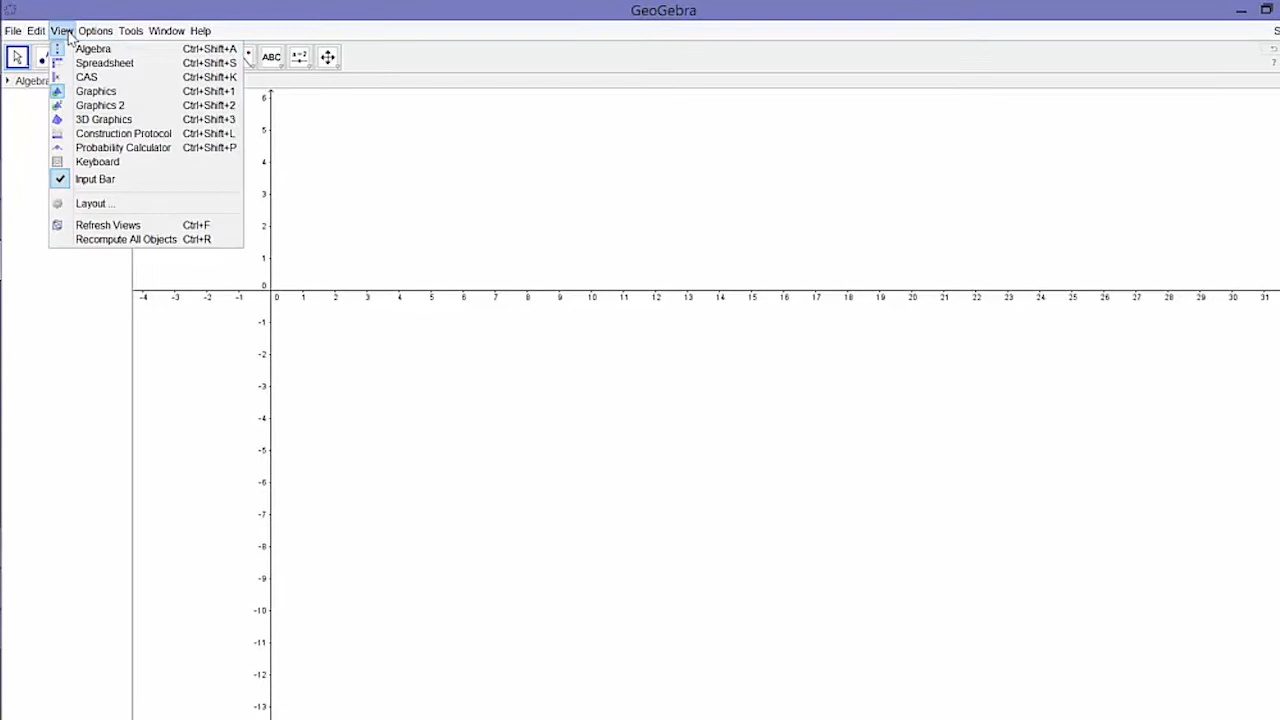 GeoGebra
File Edit View Options Tools Window Help
S
ABC
a=2
?
Algebra
Algebra Ctrl+Shift+A
Spreadsheet Ctrl+Shift+S
CAS Ctrl+Shift+K
Graphics Ctrl+Shift+1
Graphics 2 Ctrl+Shift+2
3D Graphics Ctrl+Shift+3
Construction Protocol Ctrl+Shift+L
Probability Calculator Ctrl+Shift+P
Keyboard
Input Bar
Layout ...
Refresh Views Ctrl+F
Recompute All Objects Ctrl+R
6
5
4
3
2
1
0
-4 -3 -2 -1 0 1 2 3 4 5 6 7 8 9 10 11 12 13 14 15 16 17 18 19 20 21 22 23 24 25 26 27 28 29 30 31
-1
-2
-3
-4
-5
-6
-7
-8
-9
-10
-11
-12
-13